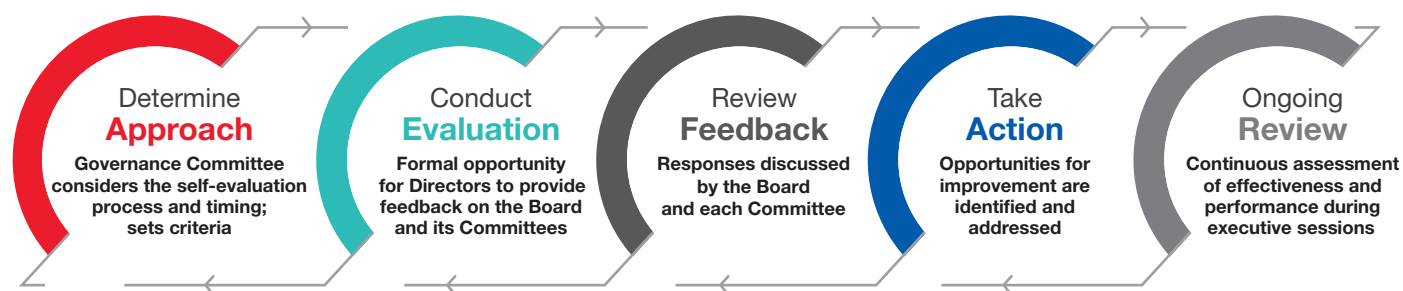 Determine
Approach
Governance Committee
considers the self-evaluation
process and timing;
sets criteria
Conduct
Evaluation
Formal opportunity
for Directors to provide
feedback on the Board
and its Committees
Review
Feedback
Responses discussed
by the Board
and each Committee
Take
Action
Opportunities for
improvement are
identified and
addressed
Ongoing
Review
Continuous assessment
of effectiveness and
performance during
executive sessions